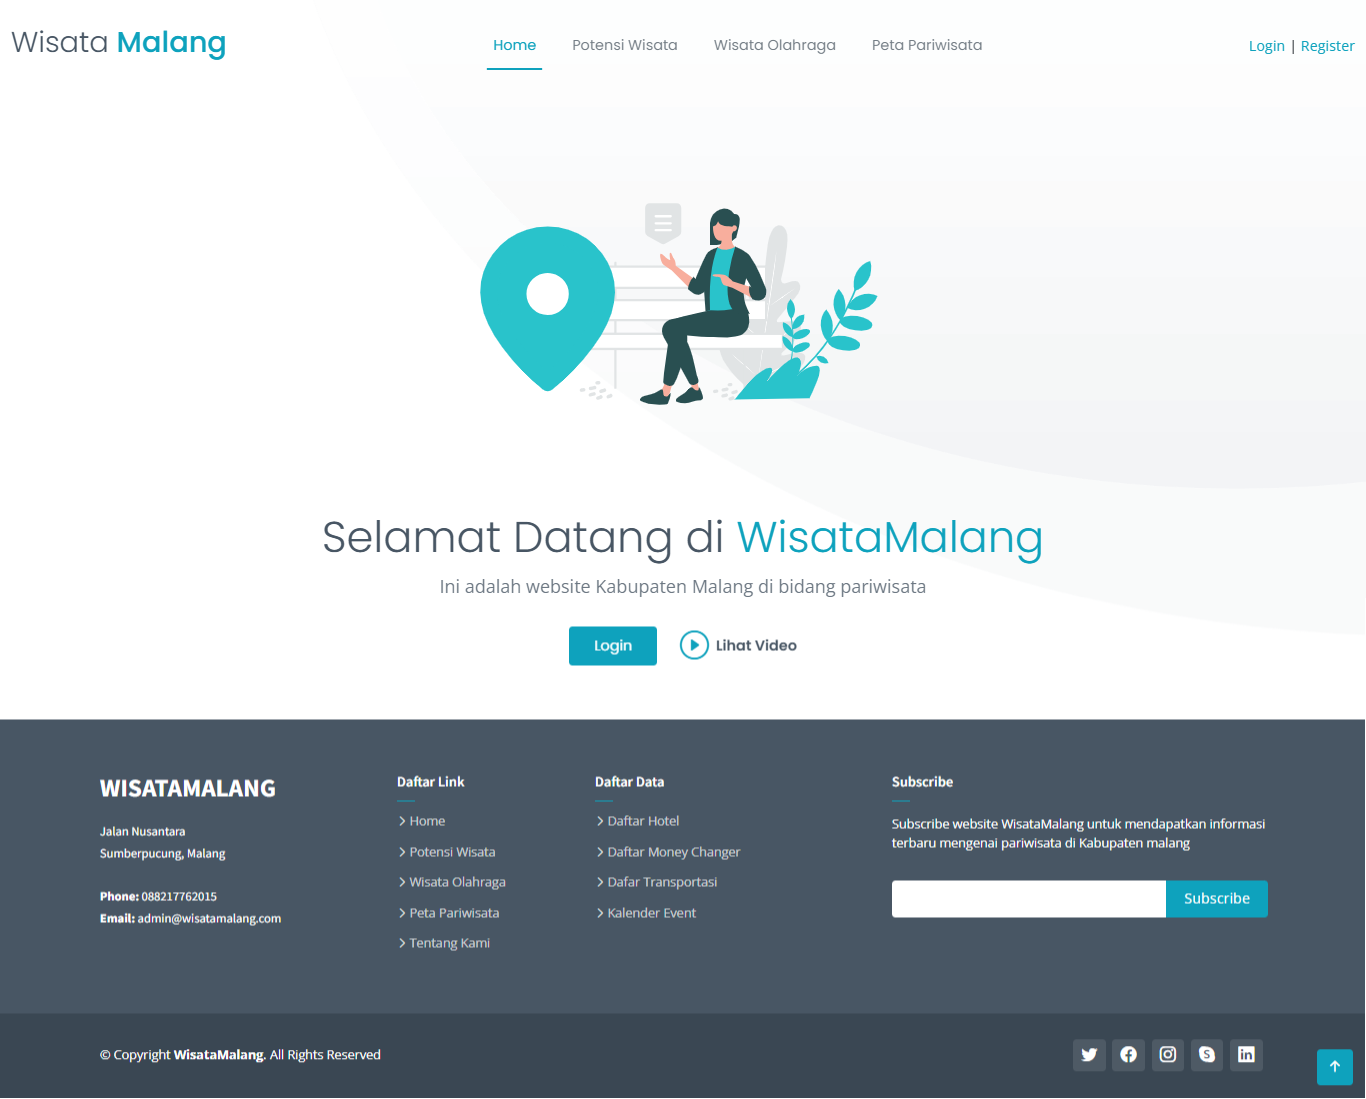 Wisata Malang
Home Potensi Wisata Wisata Olahraga Peta Pariwisata
Login | Register
Selamat Datang di WisataMalang
Ini adalah website Kabupaten Malang di bidang pariwisata
Login Lihat Video
WISATAMALANG
Jalan Nusantara
Sumberpucung, Malang
Phone: 088217762015
Email: admin@wisatamalang.com
Daftar Link
Home
Potensi Wisata
Wisata Olahraga
Peta Pariwisata
Tentang Kami
Daftar Data
Daftar Hotel
Daftar Money Changer
Dafar Transportasi
Kalender Event
Subscribe
Subscribe website WisataMalang untuk mendapatkan informasi
terbaru mengenai pariwisata di Kabupaten malang
Subscribe
© Copyright WisataMalang. All Rights Reserved